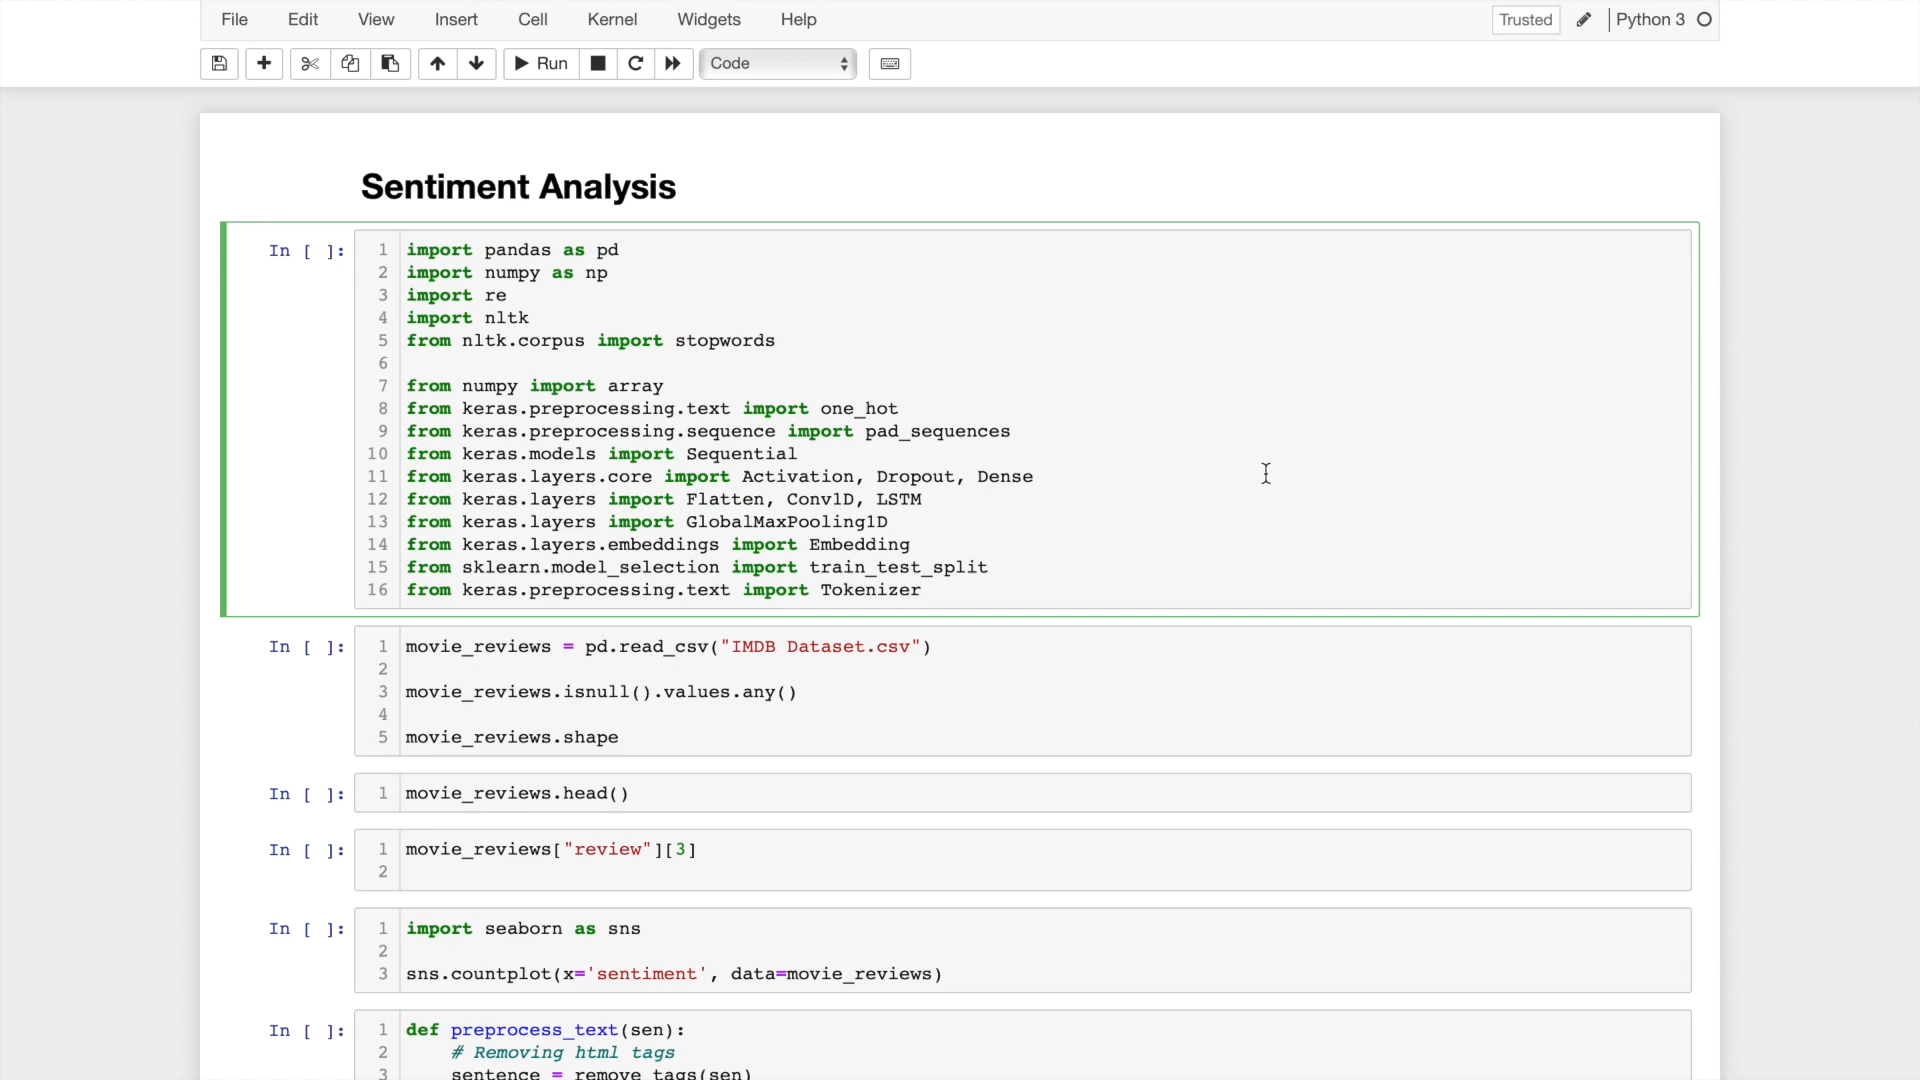 File Edit View Insert Cell Kernel Widgets Help Trusted Python 3
Run Code
Sentiment Analysis
In [ ]: 1 import pandas as pd
2 import numpy as np
3 import re
4 import nltk
5 from nltk.corpus import stopwords
6
7 from numpy import array
8 from keras.preprocessing.text import one_hot
9 from keras.preprocessing.sequence import pad_sequences
10 from keras.models import Sequential
11 from keras.layers.core import Activation, Dropout, Dense
12 from keras.layers import Flatten, Conv1D, LSTM
13 from keras.layers import GlobalMaxPooling1D
14 from keras.layers.embeddings import Embedding
15 from sklearn.model_selection import train_test_split
16 from keras.preprocessing.text import Tokenizer
In [ ]: 1 movie_reviews = pd.read_csv("IMDB Dataset.csv")
2
3 movie_reviews.isnull().values.any()
4
5 movie_reviews.shape
In [ ]: 1 movie_reviews.head()
In [ ]: 1 movie_reviews["review"][3]
2
In [ ]: 1 import seaborn as sns
2
3 sns.countplot(x='sentiment', data=movie_reviews)
In [ ]: 1 def preprocess_text(sen):
2 # Removing html tags
3 sentence = remove_tags(sen)